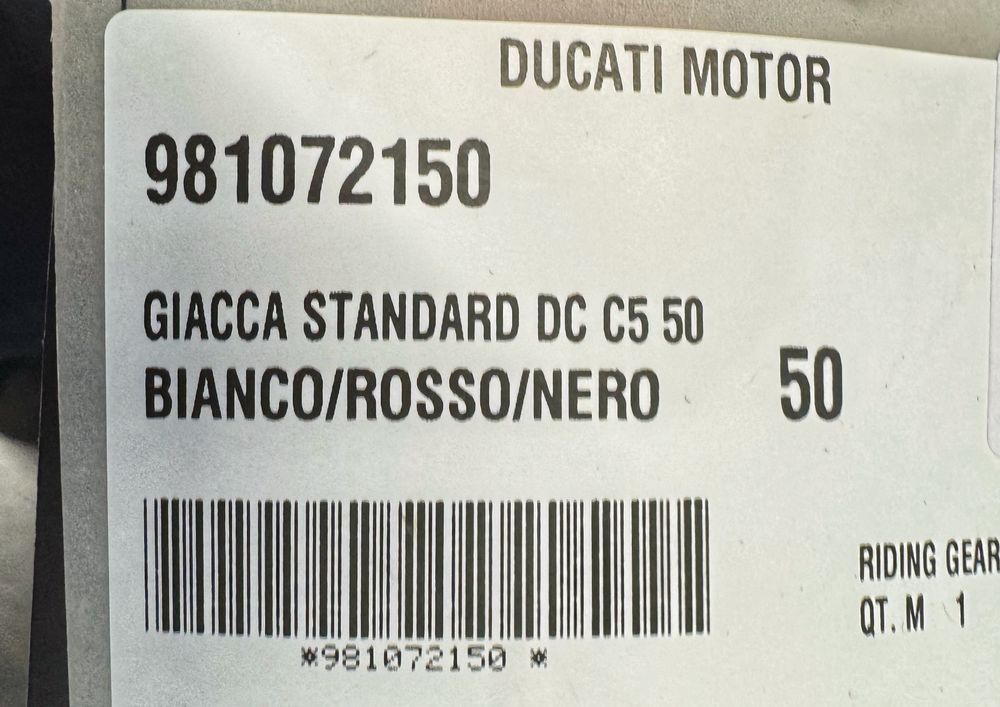 DUCATI MOTOR
981072150
GIACCA STANDARD DC C5 50
BIANCO/ROSSO/NERO 50
*981072150 *
RIDING GEAR
QT. M 1